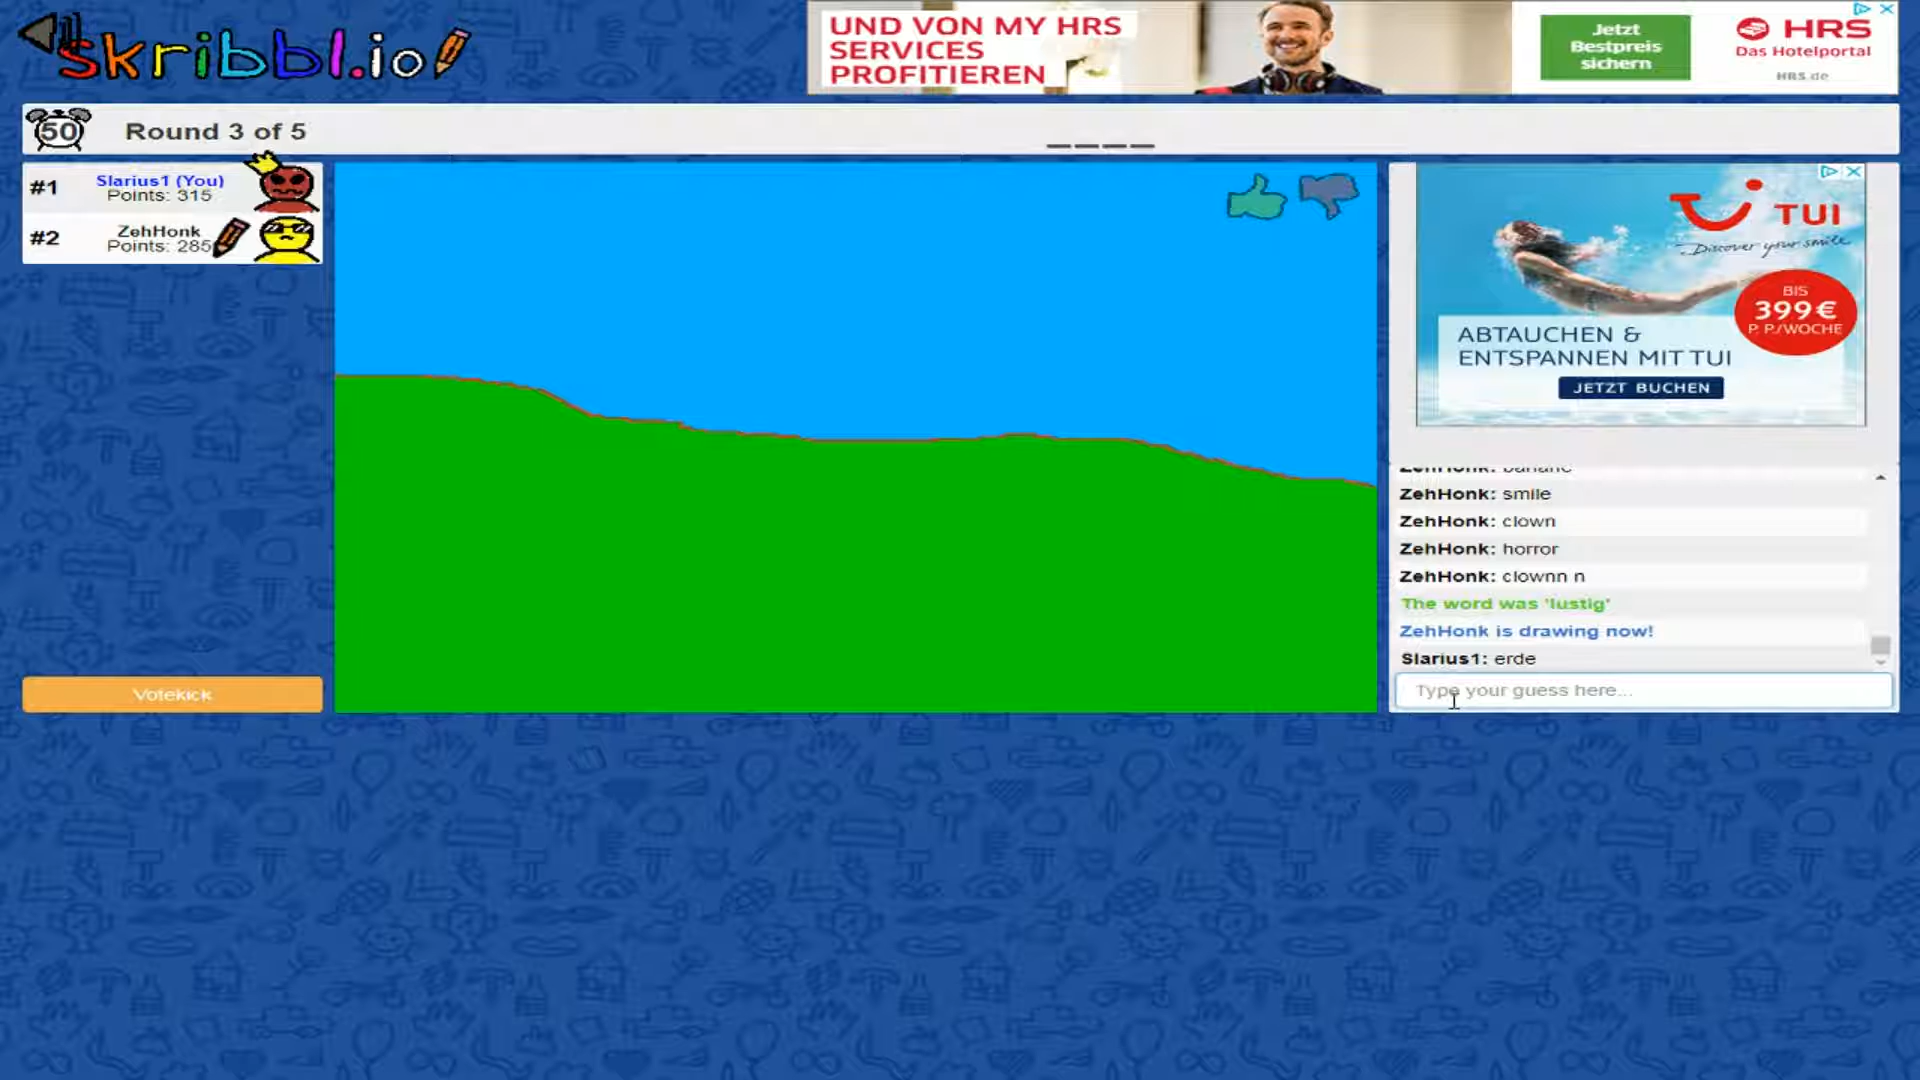 skribbl.io
UND VON MY HRS
SERVICES
PROFITIEREN
Jetzt
Bestpreis
sichern
HRS
Das Hotelportal
HRS.de
50
Round 3 of 5
_ _ _ _
#1
Slarius1 (You)
Points: 315
#2
ZehHonk
Points: 285
Votekick
TUI
Discover your smile
BIS
399 €
P. P./WOCHE
ABTAUCHEN &
ENTSPANNEN MIT TUI
JETZT BUCHEN
ZehHonk: banane
ZehHonk: smile
ZehHonk: clown
ZehHonk: horror
ZehHonk: clownn n
The word was 'lustig'
ZehHonk is drawing now!
Slarius1: erde
Type your guess here...